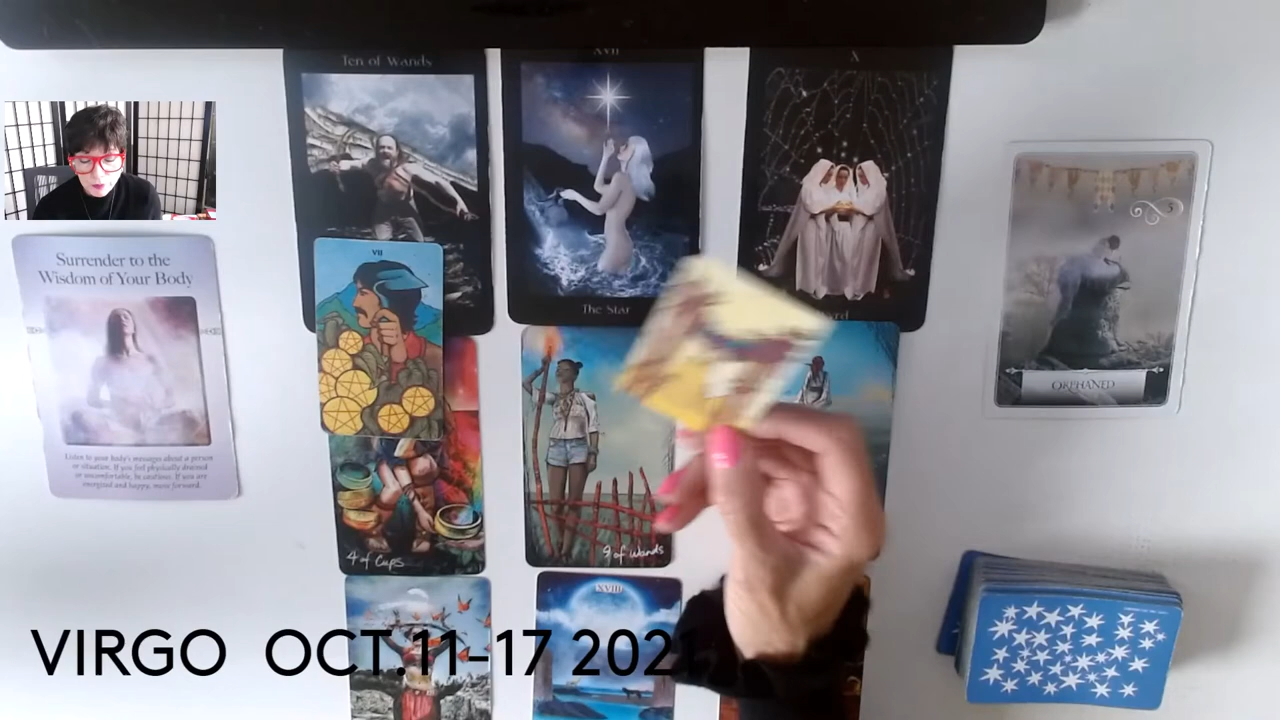 Ten of Wands
XVII
X
Surrender to the
Wisdom of Your Body
Listen to your body's messages about a person
or situation. If you feel physically drained
or uncomfortable, be cautious. If you are
energized and happy, move forward.
VII
The Star
3
ORPHANED
4 of Cups
9 of Wands
XVIII
VIRGO OCT.11-17 2021